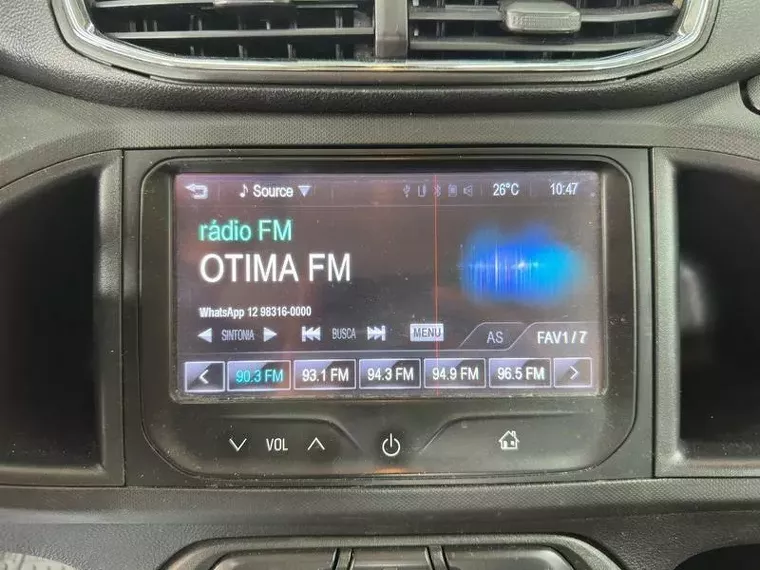 Source 26°C 10:47
rádio FM
OTIMA FM
WhatsApp 12 98316-0000
SINTONIA BUSCA MENU AS FAV1 / 7
90.3 FM 93.1 FM 94.3 FM 94.9 FM 96.5 FM
VOL